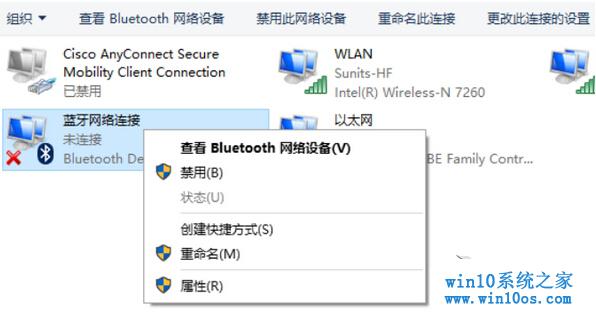 组织 查看 Bluetooth 网络设备 禁用此网络设备 重命名此连接 更改此连接的设置
Cisco AnyConnect Secure
Mobility Client Connection
已禁用
WLAN
Sunits-HF
Intel(R) Wireless-N 7260
蓝牙网络连接
未连接
Bluetooth De
以太网
BE Family Contr...
查看 Bluetooth 网络设备(V)
禁用(B)
状态(U)
创建快捷方式(S)
重命名(M)
属性(R)
win10系统之家
www.win10os.com